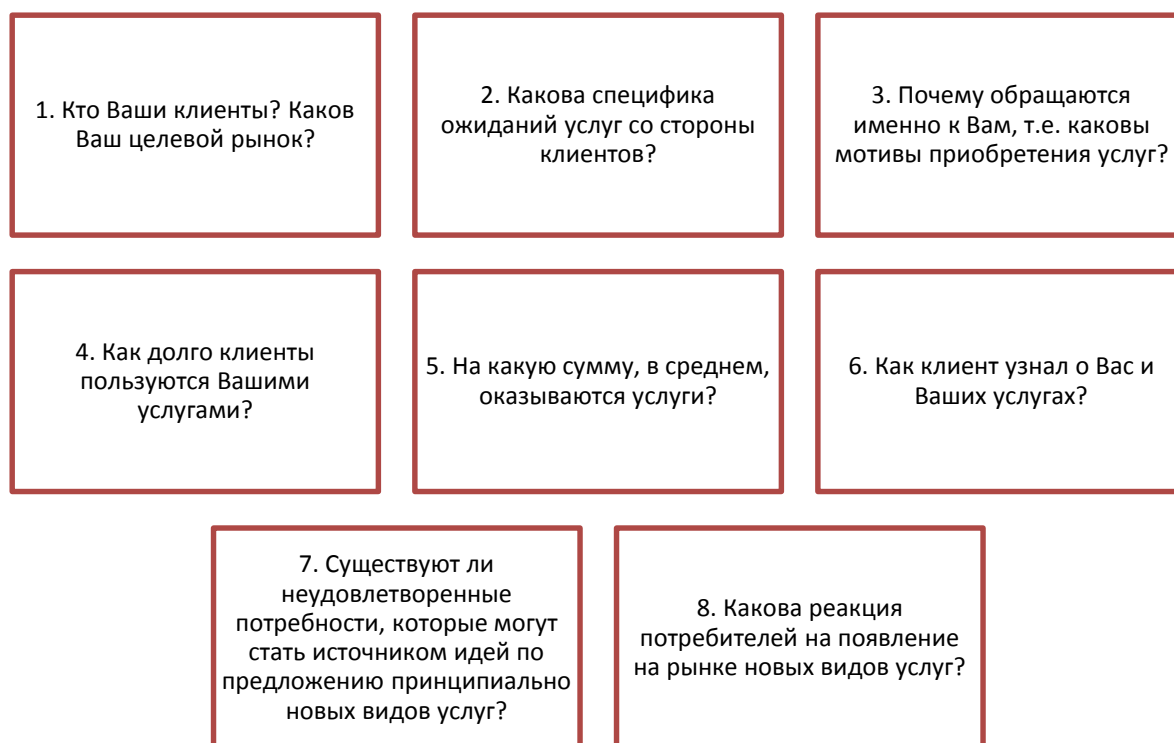 1. Кто Ваши клиенты? Каков
Ваш целевой рынок?
2. Какова специфика
ожиданий услуг со стороны
клиентов?
3. Почему обращаются
именно к Вам, т.е. каковы
мотивы приобретения услуг?
4. Как долго клиенты
пользуются Вашими
услугами?
5. На какую сумму, в среднем,
оказываются услуги?
6. Как клиент узнал о Вас и
Ваших услугах?
7. Существуют ли
неудовлетворенные
потребности, которые могут
стать источником идей по
предложению принципиально
новых видов услуг?
8. Какова реакция
потребителей на появление
на рынке новых видов услуг?